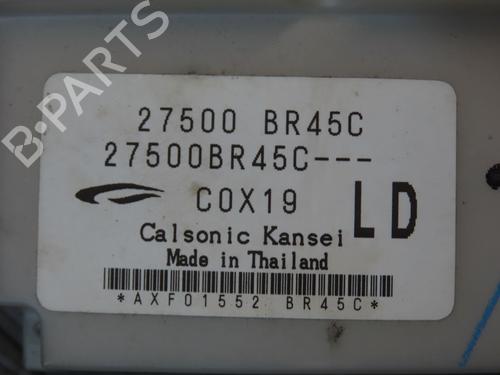 B-PARTS
27500 BR45C
27500BR45C---
C0X19
LD
Calsonic Kansei
Made in Thailand
*AXF01552 BR45C*